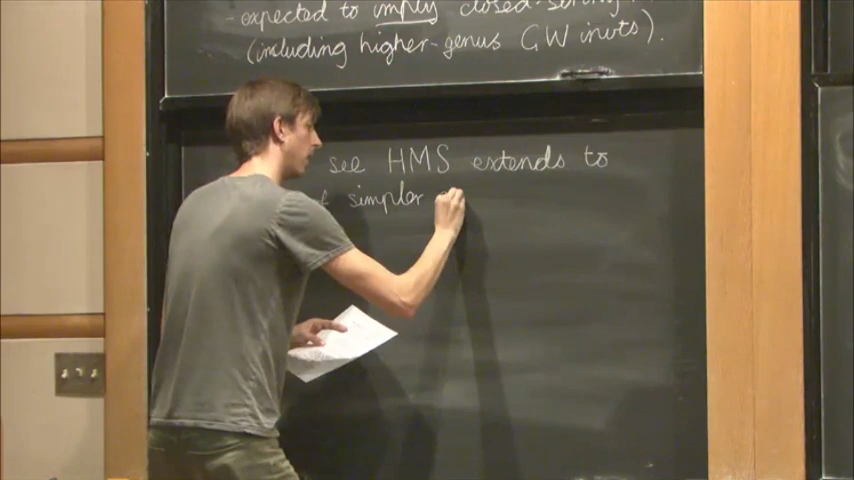 - expected to imply closed-string
(including higher-genus GW invts).
see HMS extends to
simpler